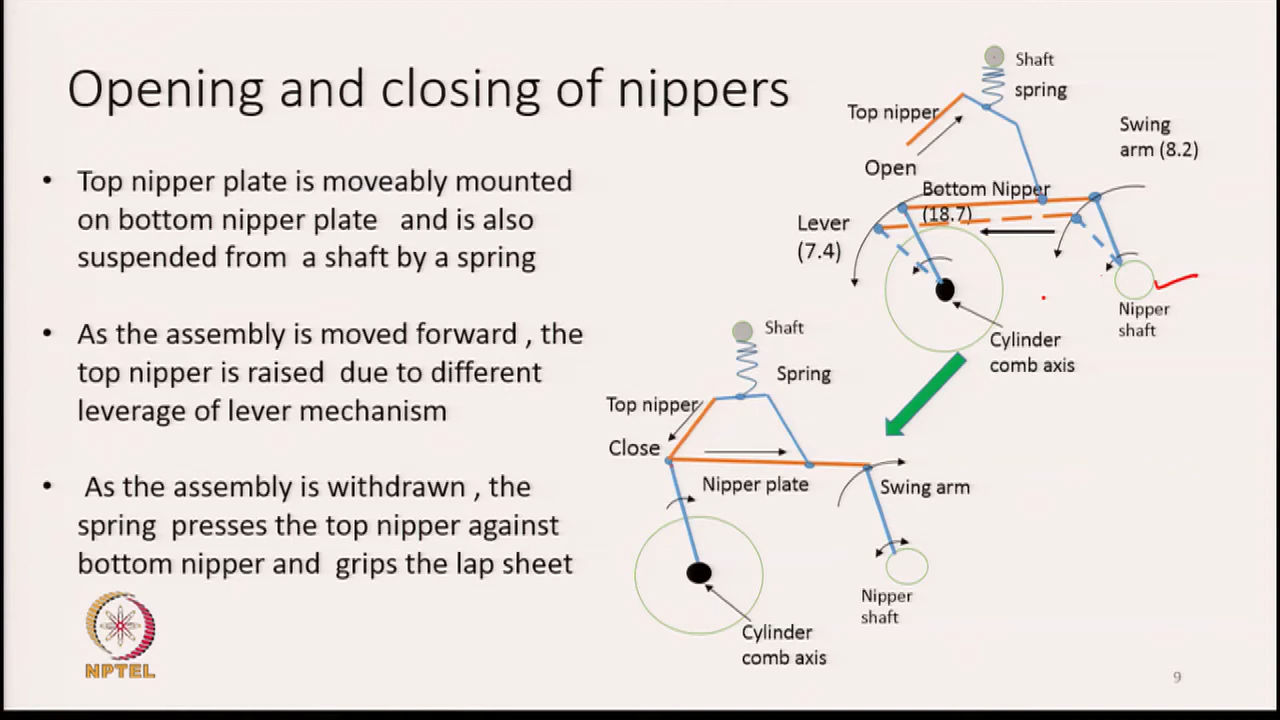 Opening and closing of nippers
• Top nipper plate is moveably mounted
on bottom nipper plate and is also
suspended from a shaft by a spring
• As the assembly is moved forward , the
top nipper is raised due to different
leverage of lever mechanism
• As the assembly is withdrawn , the
spring presses the top nipper against
bottom nipper and grips the lap sheet
NPTEL
Shaft
spring
Top nipper
Swing
arm (8.2)
Open
Bottom Nipper
(18.7)
Lever
(7.4)
Nipper
shaft
Cylinder
comb axis
Shaft
Spring
Top nipper
Close
Nipper plate
Swing arm
Nipper
shaft
Cylinder
comb axis
9